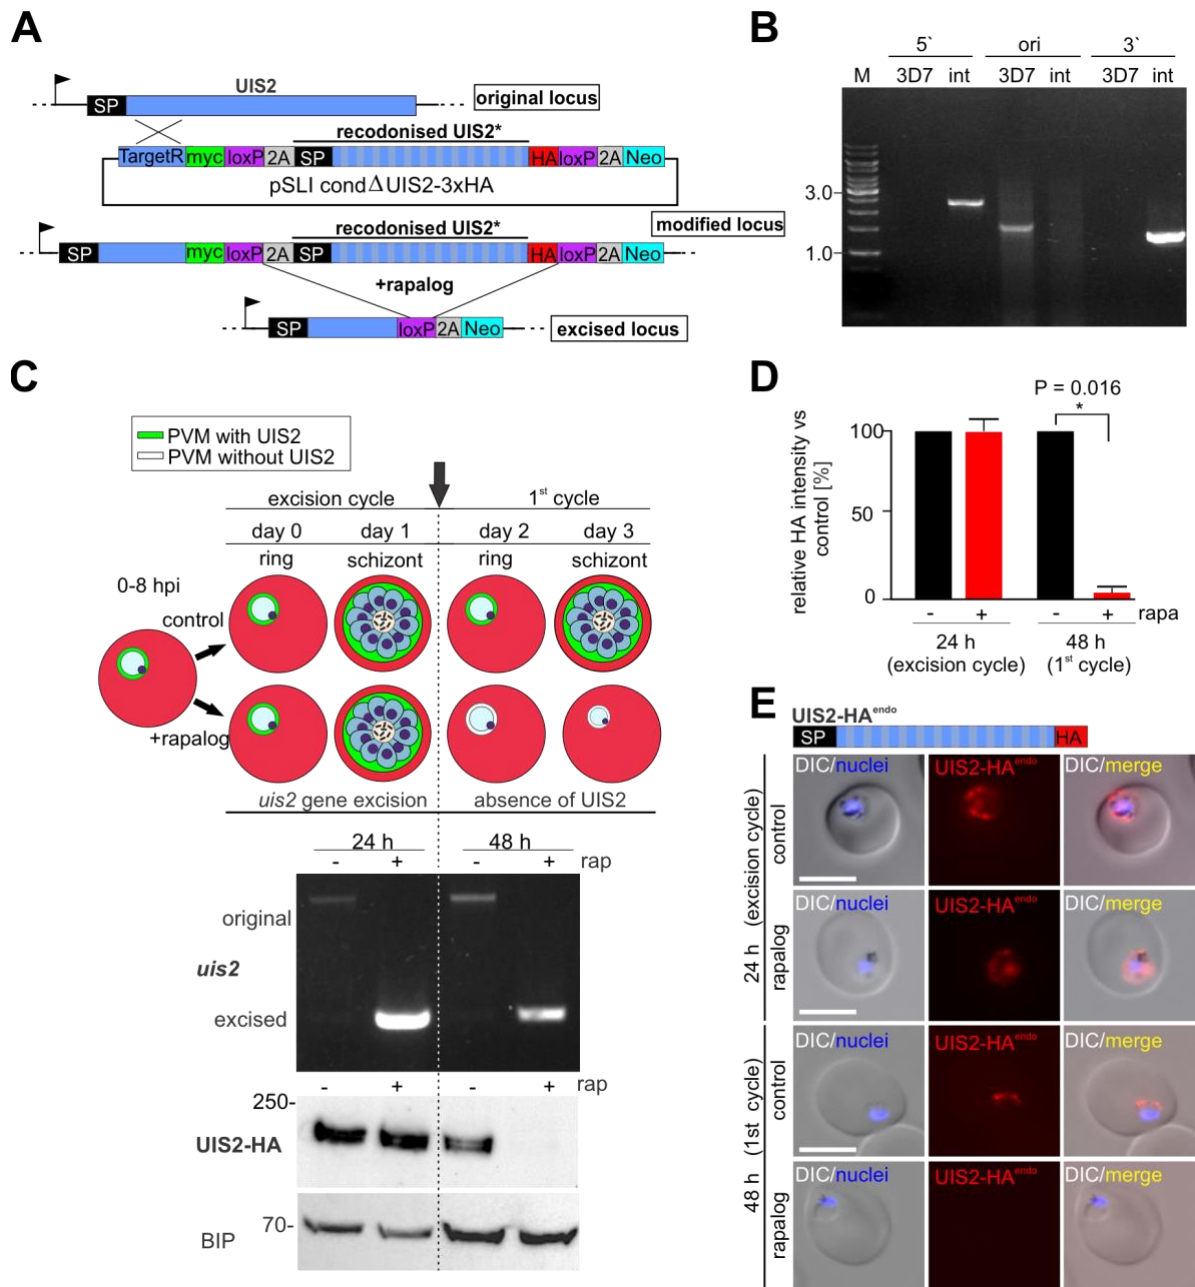 A
UIS2
SP
original locus
recodonised UIS2*
TargetR myc loxP 2A SP HA loxP 2A Neo
pSLI cond∆UIS2-3xHA
recodonised UIS2*
modified locus
SP myc loxP 2A SP HA loxP 2A Neo
+rapalog
SP loxP 2A Neo
excised locus
B
5` ori 3`
M 3D7 int 3D7 int 3D7 int
3.0
1.0
C
PVM with UIS2
PVM without UIS2
excision cycle 1st cycle
day 0 day 1 day 2 day 3
ring schizont ring schizont
0-8 hpi
control
+rapalog
uis2 gene excision absence of UIS2
24 h 48 h
- + - + rap
original
uis2
excised
- + - + rap
250-
UIS2-HA
70-
BIP
D
P = 0.016
*
relative HA intensity vs
control [%]
100
50
0
- + - + rapa
24 h 48 h
(excision cycle) (1st cycle)
E
UIS2-HAendo
SP HA
24 h (excision cycle)
control
DIC/nuclei UIS2-HAendo DIC/merge
rapalog
DIC/nuclei UIS2-HAendo DIC/merge
48 h (1st cycle)
control
DIC/nuclei UIS2-HAendo DIC/merge
rapalog
DIC/nuclei UIS2-HAendo DIC/merge